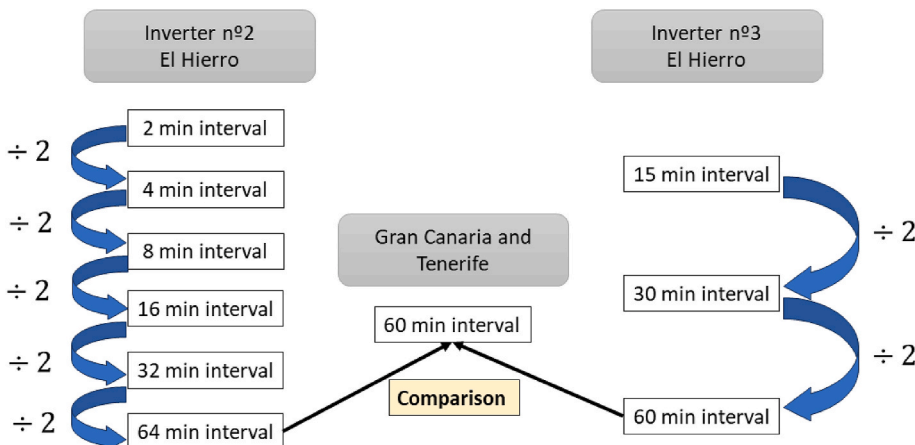 Inverter nº2
El Hierro
2 min interval
÷ 2
4 min interval
÷ 2
8 min interval
÷ 2
16 min interval
÷ 2
32 min interval
÷ 2
64 min interval
Gran Canaria and
Tenerife
60 min interval
Comparison
Inverter nº3
El Hierro
15 min interval
÷ 2
30 min interval
÷ 2
60 min interval